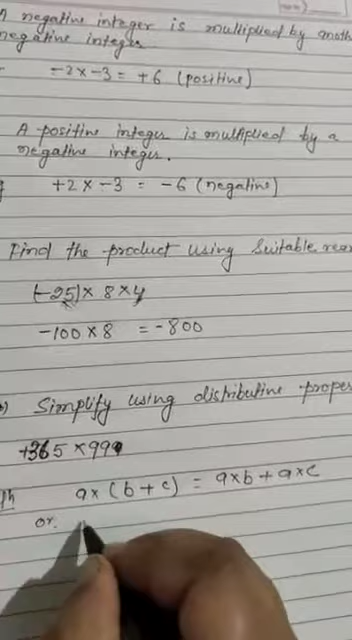 A negative integer is multiplied by
negative integer
-2 × -3 = +6 (positive)
A positive integer is multiplied by a
negative integer.
+2 × -3 = -6 (negative)
Find the product using Suitable
(-25) × 8 × 4
-100 × 8 = -800
Simplify using distributive
+365 × 999
a × (b + c) = a × b + a × c
or.